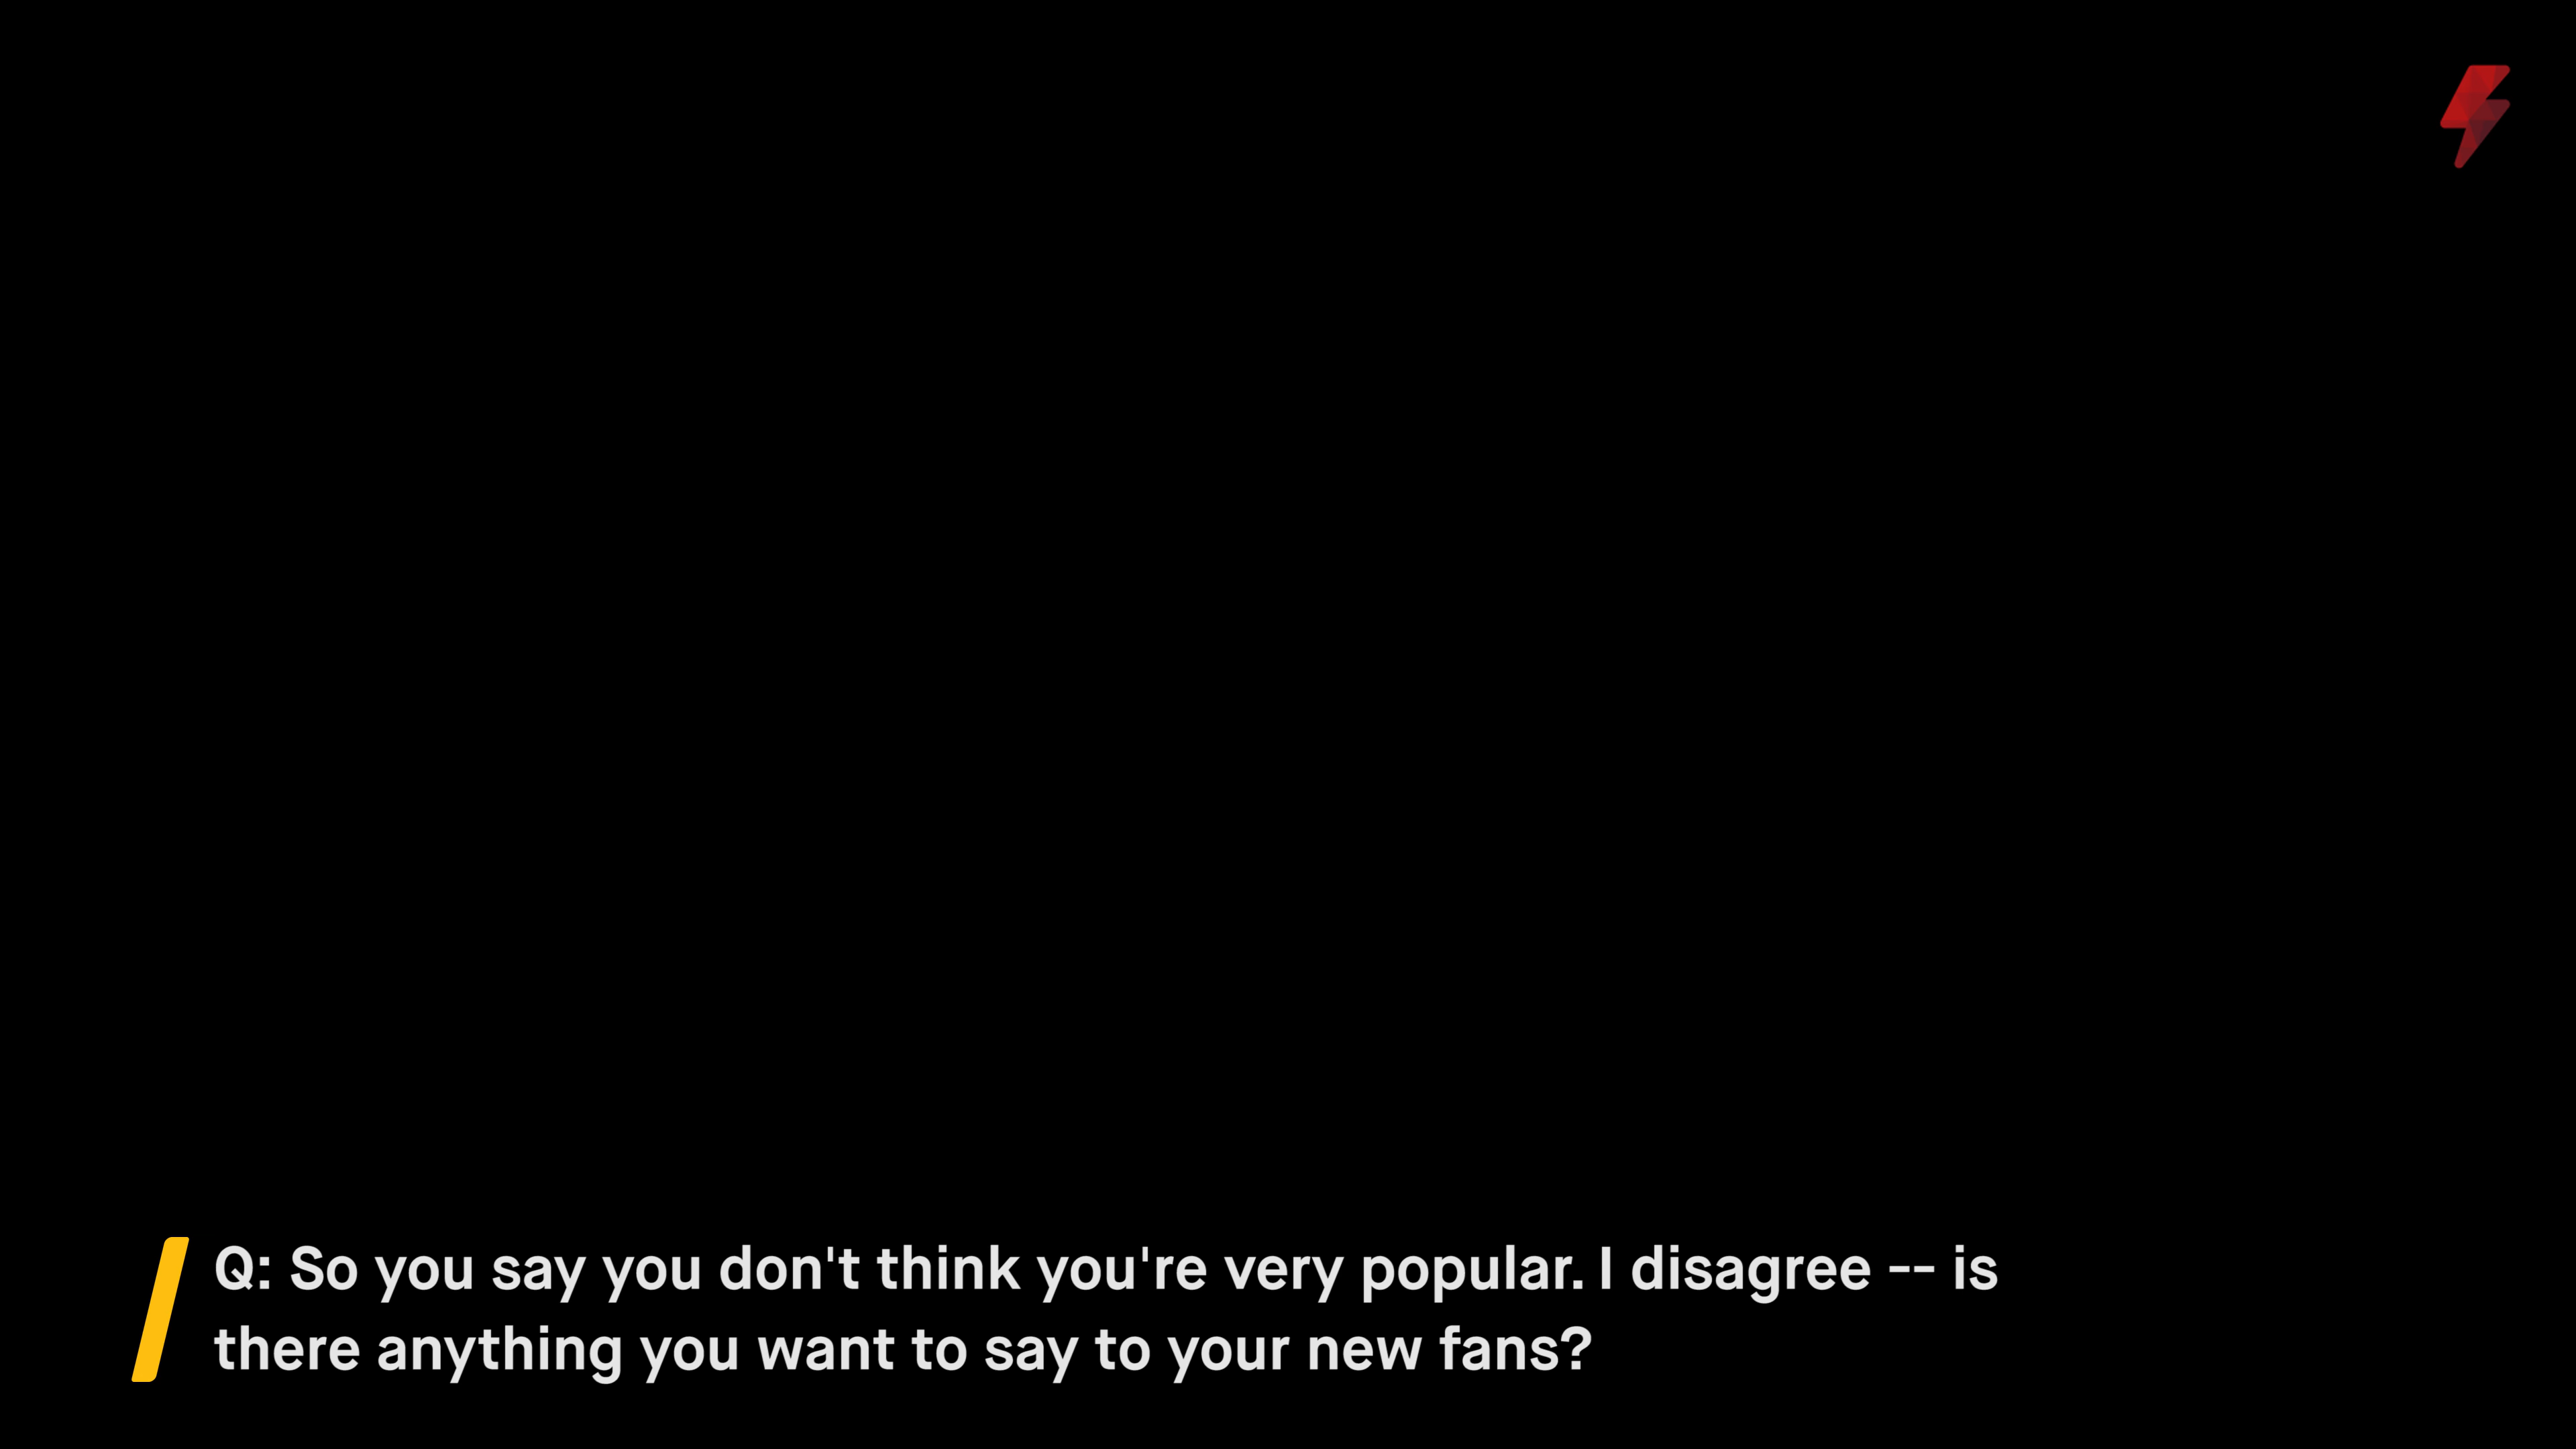 Q: So you say you don't think you're very popular. I disagree -- is
there anything you want to say to your new fans?